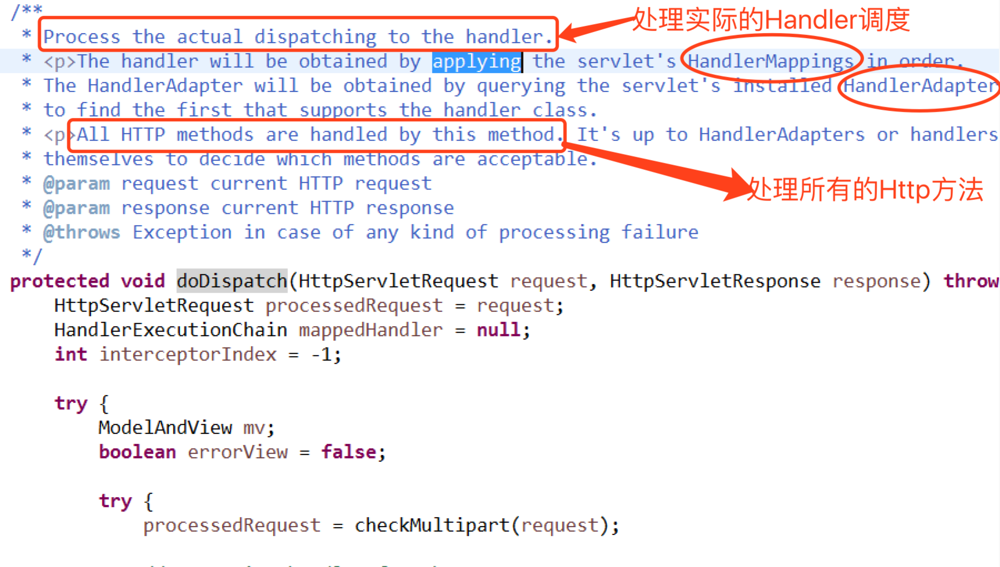 /**
处理实际的Handler调度
* Process the actual dispatching to the handler.
* <p>The handler will be obtained by applying the servlet's HandlerMappings in order.
* The HandlerAdapter will be obtained by querying the servlet's installed HandlerAdapter
* to find the first that supports the handler class.
* <p>All HTTP methods are handled by this method. It's up to HandlerAdapters or handlers
* themselves to decide which methods are acceptable.
* @param request current HTTP request
处理所有的Http方法
* @param response current HTTP response
* @throws Exception in case of any kind of processing failure
*/
protected void doDispatch(HttpServletRequest request, HttpServletResponse response) throw
HttpServletRequest processedRequest = request;
HandlerExecutionChain mappedHandler = null;
int interceptorIndex = -1;
try {
ModelAndView mv;
boolean errorView = false;
try {
processedRequest = checkMultipart(request);